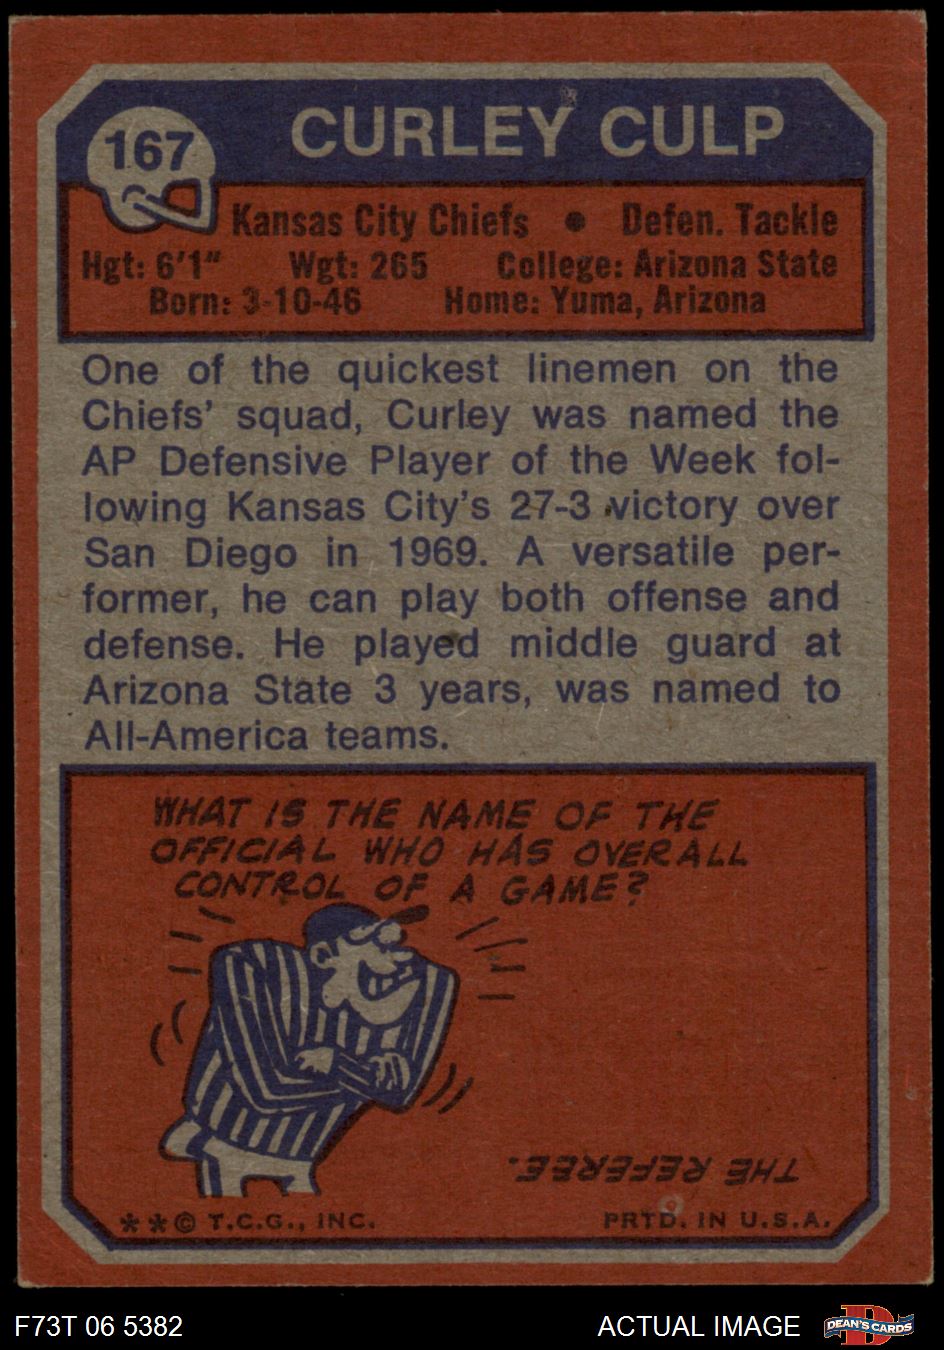 167
CURLEY CULP
Kansas City Chiefs • Defen. Tackle
Hgt: 6'1" Wgt: 265 College: Arizona State
Born: 3-10-46 Home: Yuma, Arizona
One of the quickest linemen on the
Chiefs' squad, Curley was named the
AP Defensive Player of the Week fol-
lowing Kansas City's 27-3 victory over
San Diego in 1969. A versatile per-
former, he can play both offense and
defense. He played middle guard at
Arizona State 3 years, was named to
All-America teams.
WHAT IS THE NAME OF THE
OFFICIAL WHO HAS OVERALL
CONTROL OF A GAME?
THE REFEREE.
**© T.C.G., INC. PRTD. IN U.S.A.
F73T 06 5382 ACTUAL IMAGE DEAN'S CARDS